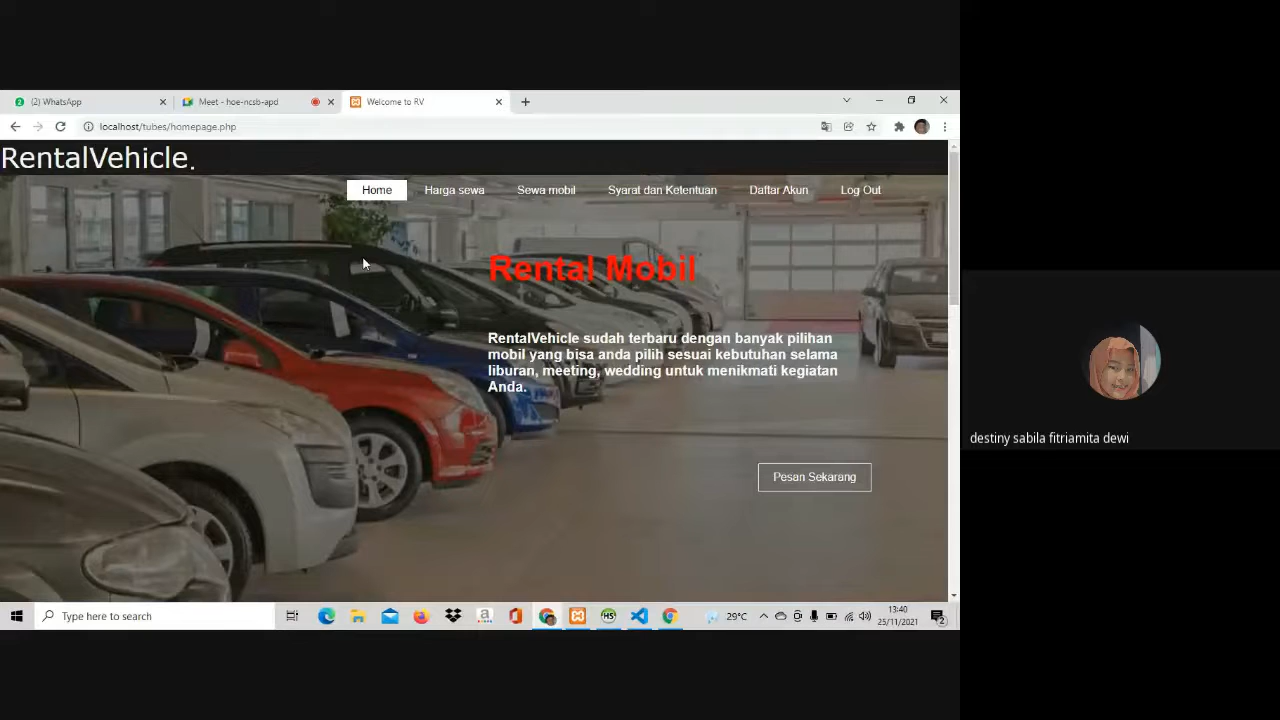 (2) WhatsApp
Meet - hoe-ncsb-apd
Welcome to RV
localhost/tubes/homepage.php
RentalVehicle.
Home
Harga sewa
Sewa mobil
Syarat dan Ketentuan
Daftar Akun
Log Out
Rental Mobil
RentalVehicle sudah terbaru dengan banyak pilihan
mobil yang bisa anda pilih sesuai kebutuhan selama
liburan, meeting, wedding untuk menikmati kegiatan
Anda.
Pesan Sekarang
destiny sabila fitriamita dewi
Type here to search
29°C
13:40
25/11/2021